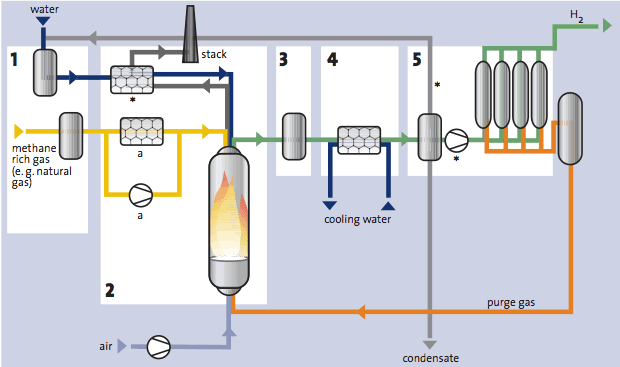 water
H2
1
stack
3
4
5
*
*
*
methane
rich gas
(e. g. natural
gas)
a
a
cooling water
2
purge gas
air
condensate